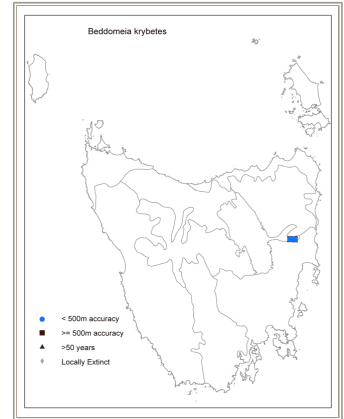 Beddomeia krybetes
< 500m accuracy
>= 500m accuracy
>50 years
Locally Extinct